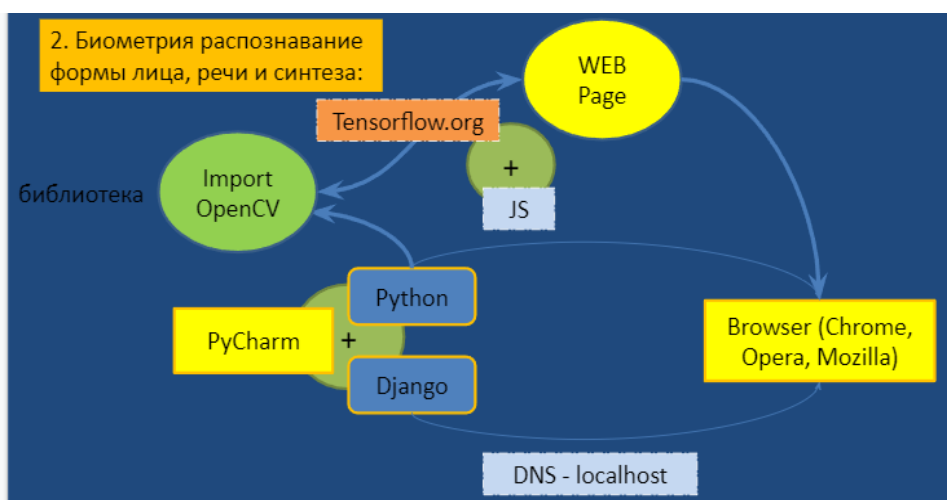 2. Биометрия распознавание
формы лица, речи и синтеза:
WEB
Page
Tensorflow.org
+
JS
библиотека
Import
OpenCV
Python
PyCharm
+
Django
Browser (Chrome,
Opera, Mozilla)
DNS - localhost